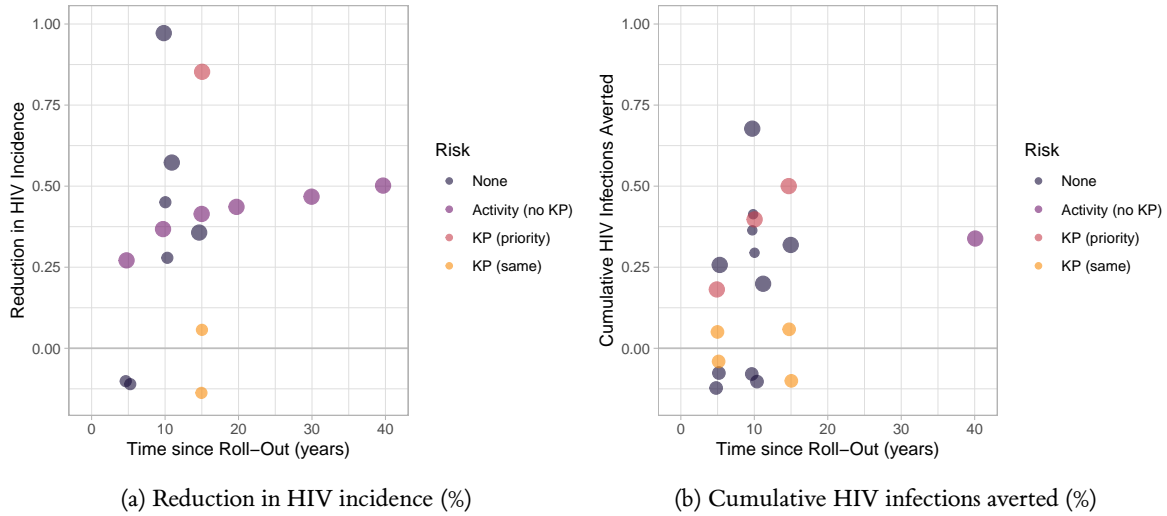 1.00
0.75
0.50
0.25
0.00
Reduction in HIV Incidence
0 10 20 30 40
Time since Roll−Out (years)
Risk
None
Activity (no KP)
KP (priority)
KP (same)
(a) Reduction in HIV incidence (%)
1.00
0.75
0.50
0.25
0.00
Cumulative HIV Infections Averted
0 10 20 30 40
Time since Roll−Out (years)
Risk
None
Activity (no KP)
KP (priority)
KP (same)
(b) Cumulative HIV infections averted (%)